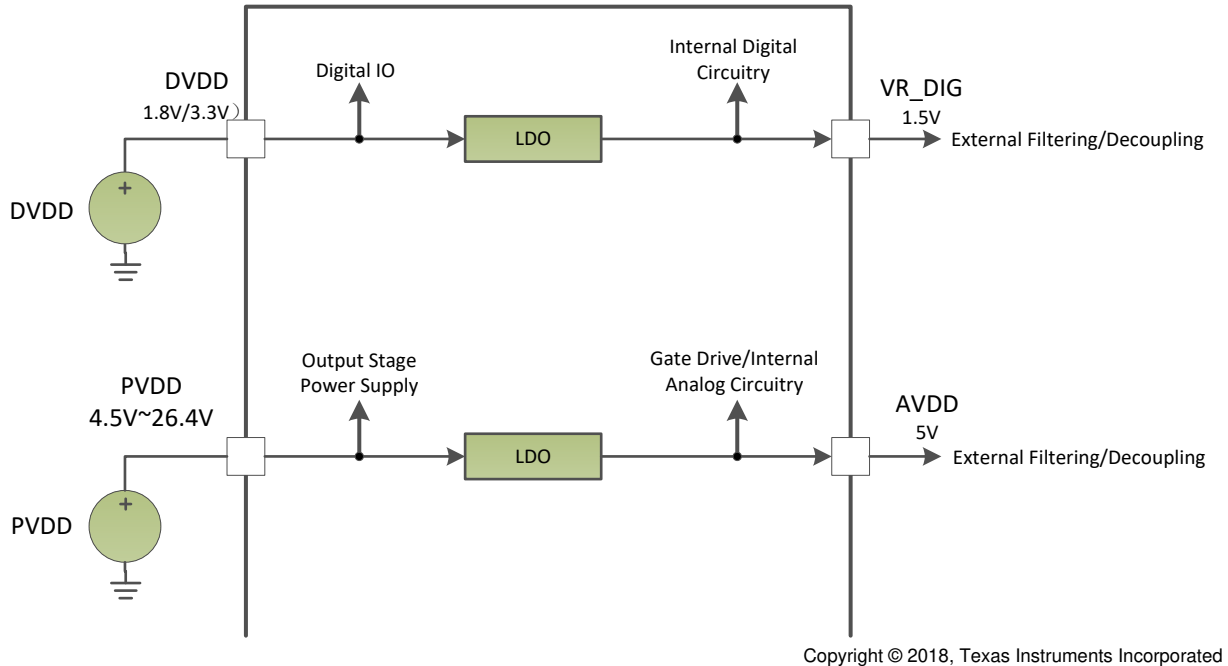 Internal Digital
Circuitry
Digital IO
DVDD
1.8V/3.3V）
VR_DIG
1.5V
LDO
External Filtering/Decoupling
+
DVDD
Output Stage
Power Supply
Gate Drive/Internal
Analog Circuitry
PVDD
4.5V~26.4V
AVDD
5V
LDO
External Filtering/Decoupling
+
PVDD
Copyright © 2018, Texas Instruments Incorporated